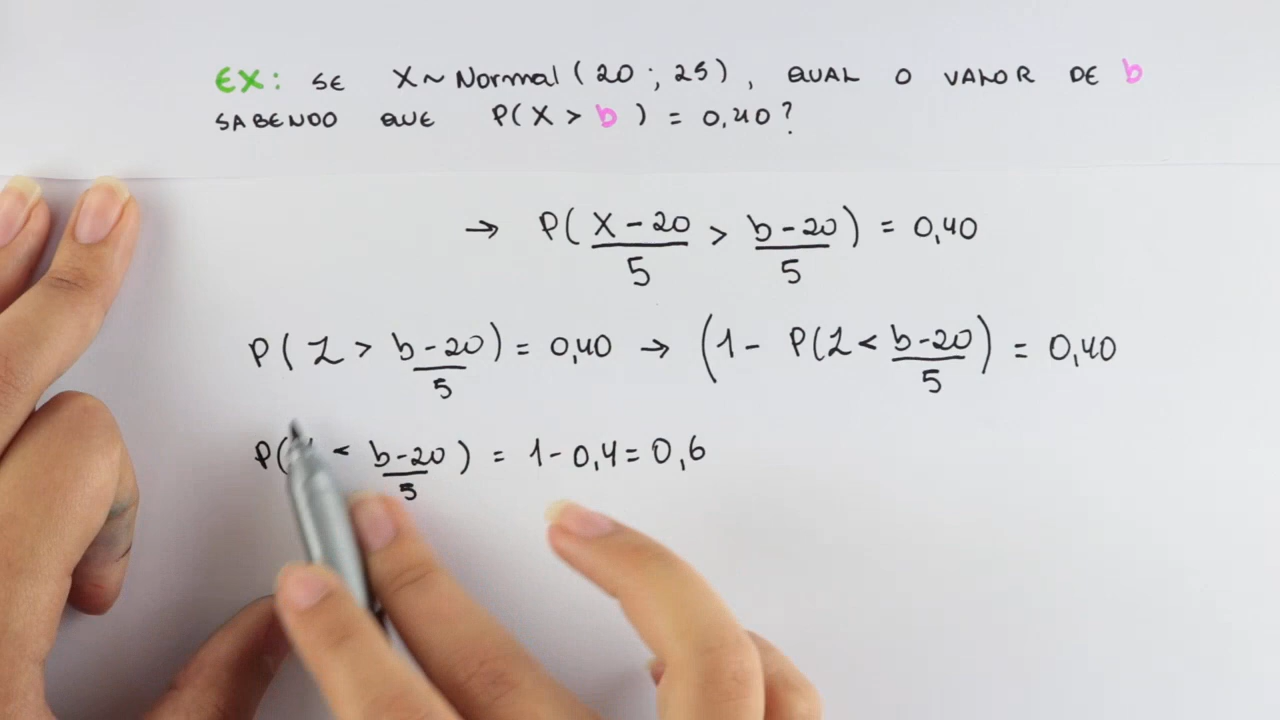 EX: SE X ~ Normal ( 20 ; 25 ) , QUAL O VALOR DE b
SABENDO QUE P( X > b ) = 0,40 ?
→ P( (X - 20)/5 > (b - 20)/5 ) = 0,40
P( Z > (b - 20)/5 ) = 0,40 → (1 - P(Z < (b - 20)/5 ) = 0,40
P( < (b - 20)/5 ) = 1 - 0,4 = 0,6